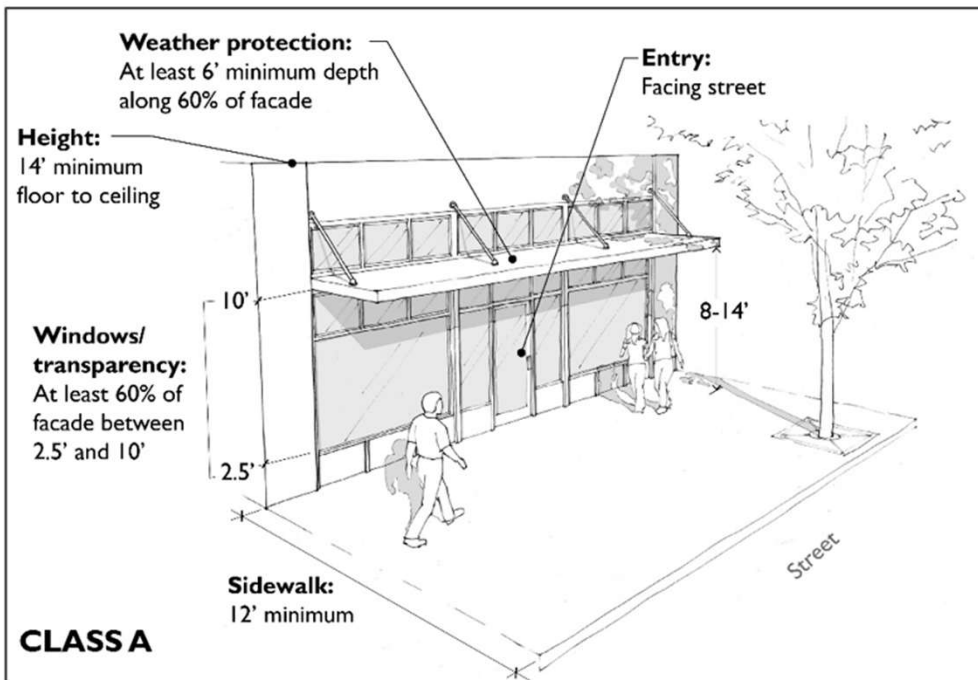 Weather protection:
At least 6’ minimum depth
along 60% of facade
Entry:
Facing street
Height:
14’ minimum
floor to ceiling
10’
8-14’
Windows/
transparency:
At least 60% of
facade between
2.5’ and 10’
2.5’
Sidewalk:
12’ minimum
Street
CLASS A